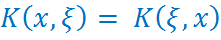 K(x, ξ) = K(ξ, x)